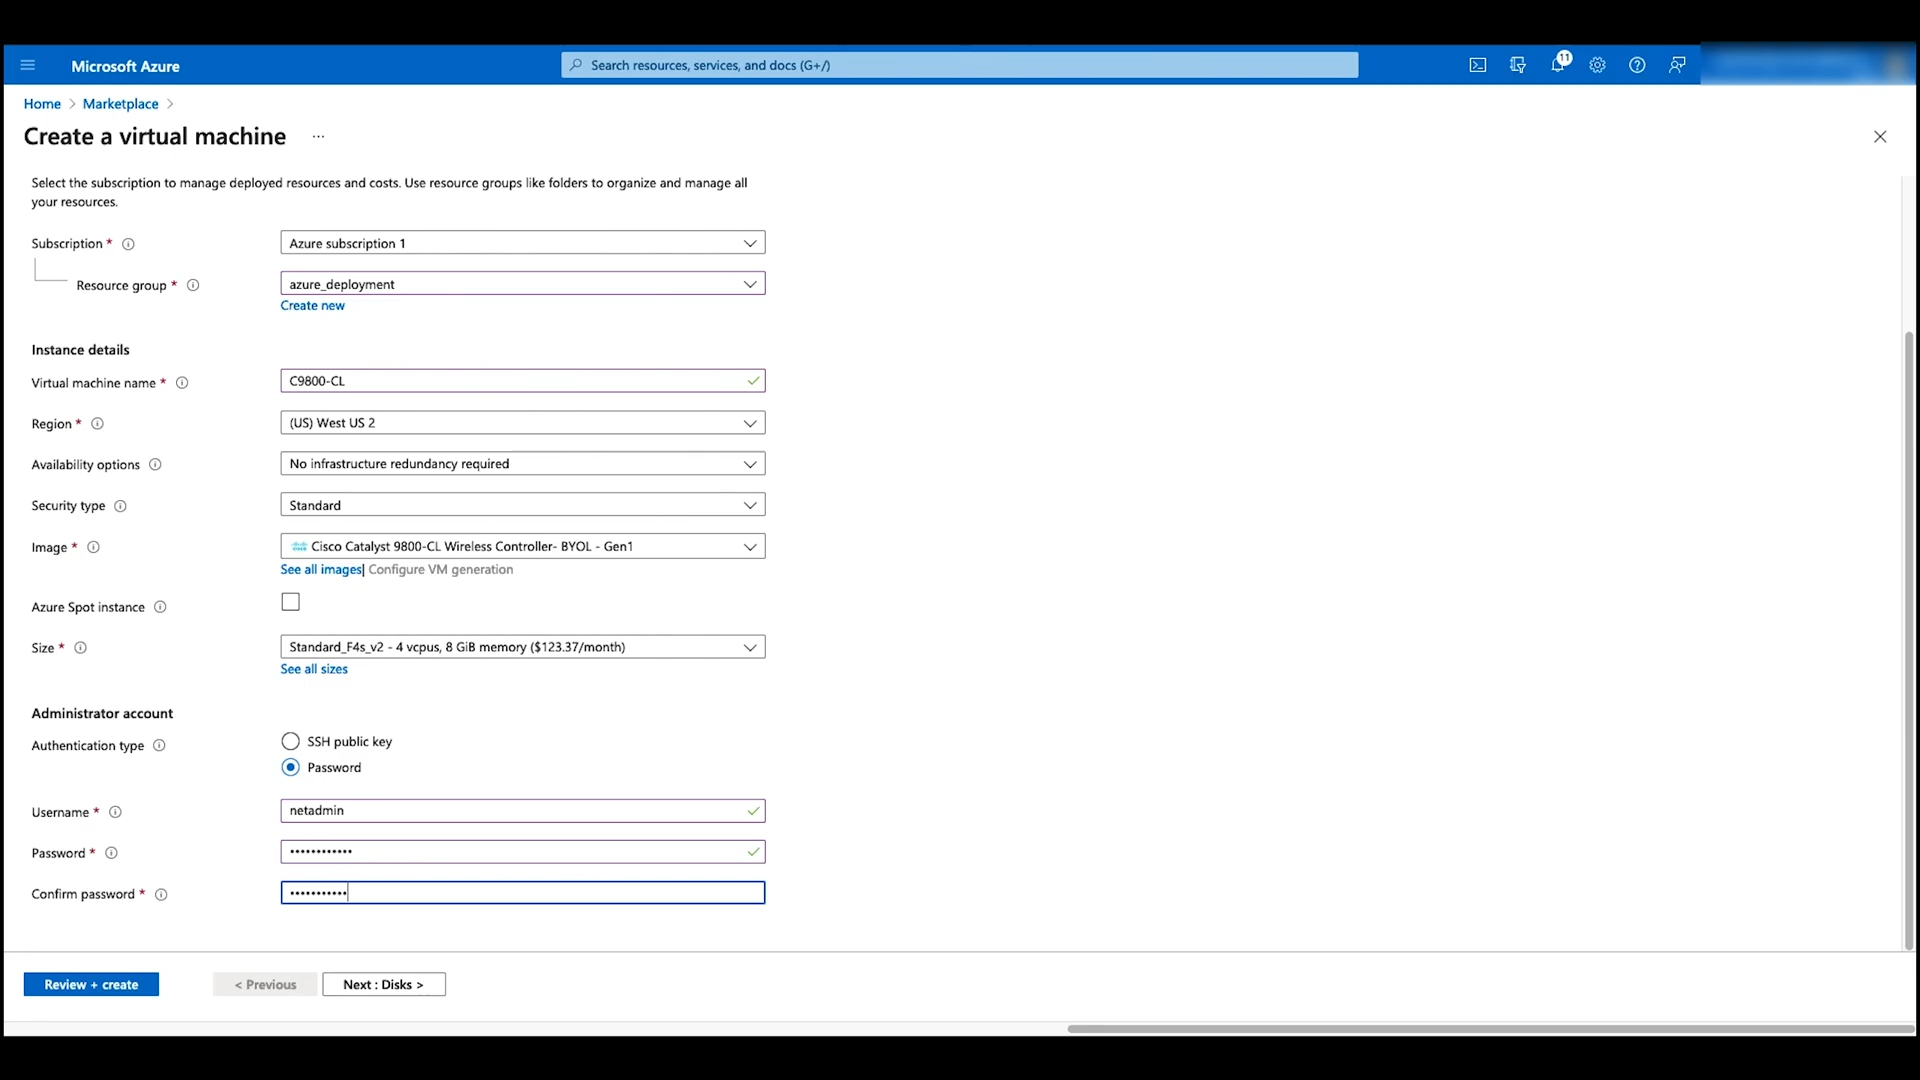 Microsoft Azure
Search resources, services, and docs (G+/)
11
Home > Marketplace >
Create a virtual machine ...
Select the subscription to manage deployed resources and costs. Use resource groups like folders to organize and manage all
your resources.
Subscription * Azure subscription 1
Resource group * azure_deployment
Create new
Instance details
Virtual machine name * C9800-CL
Region * (US) West US 2
Availability options No infrastructure redundancy required
Security type Standard
Image * Cisco Catalyst 9800-CL Wireless Controller- BYOL - Gen1
See all images| Configure VM generation
Azure Spot instance
Size * Standard_F4s_v2 - 4 vcpus, 8 GiB memory ($123.37/month)
See all sizes
Administrator account
Authentication type SSH public key
Password
Username * netadmin
Password * ••••••••••••
Confirm password * •••••••••••
Review + create < Previous Next : Disks >